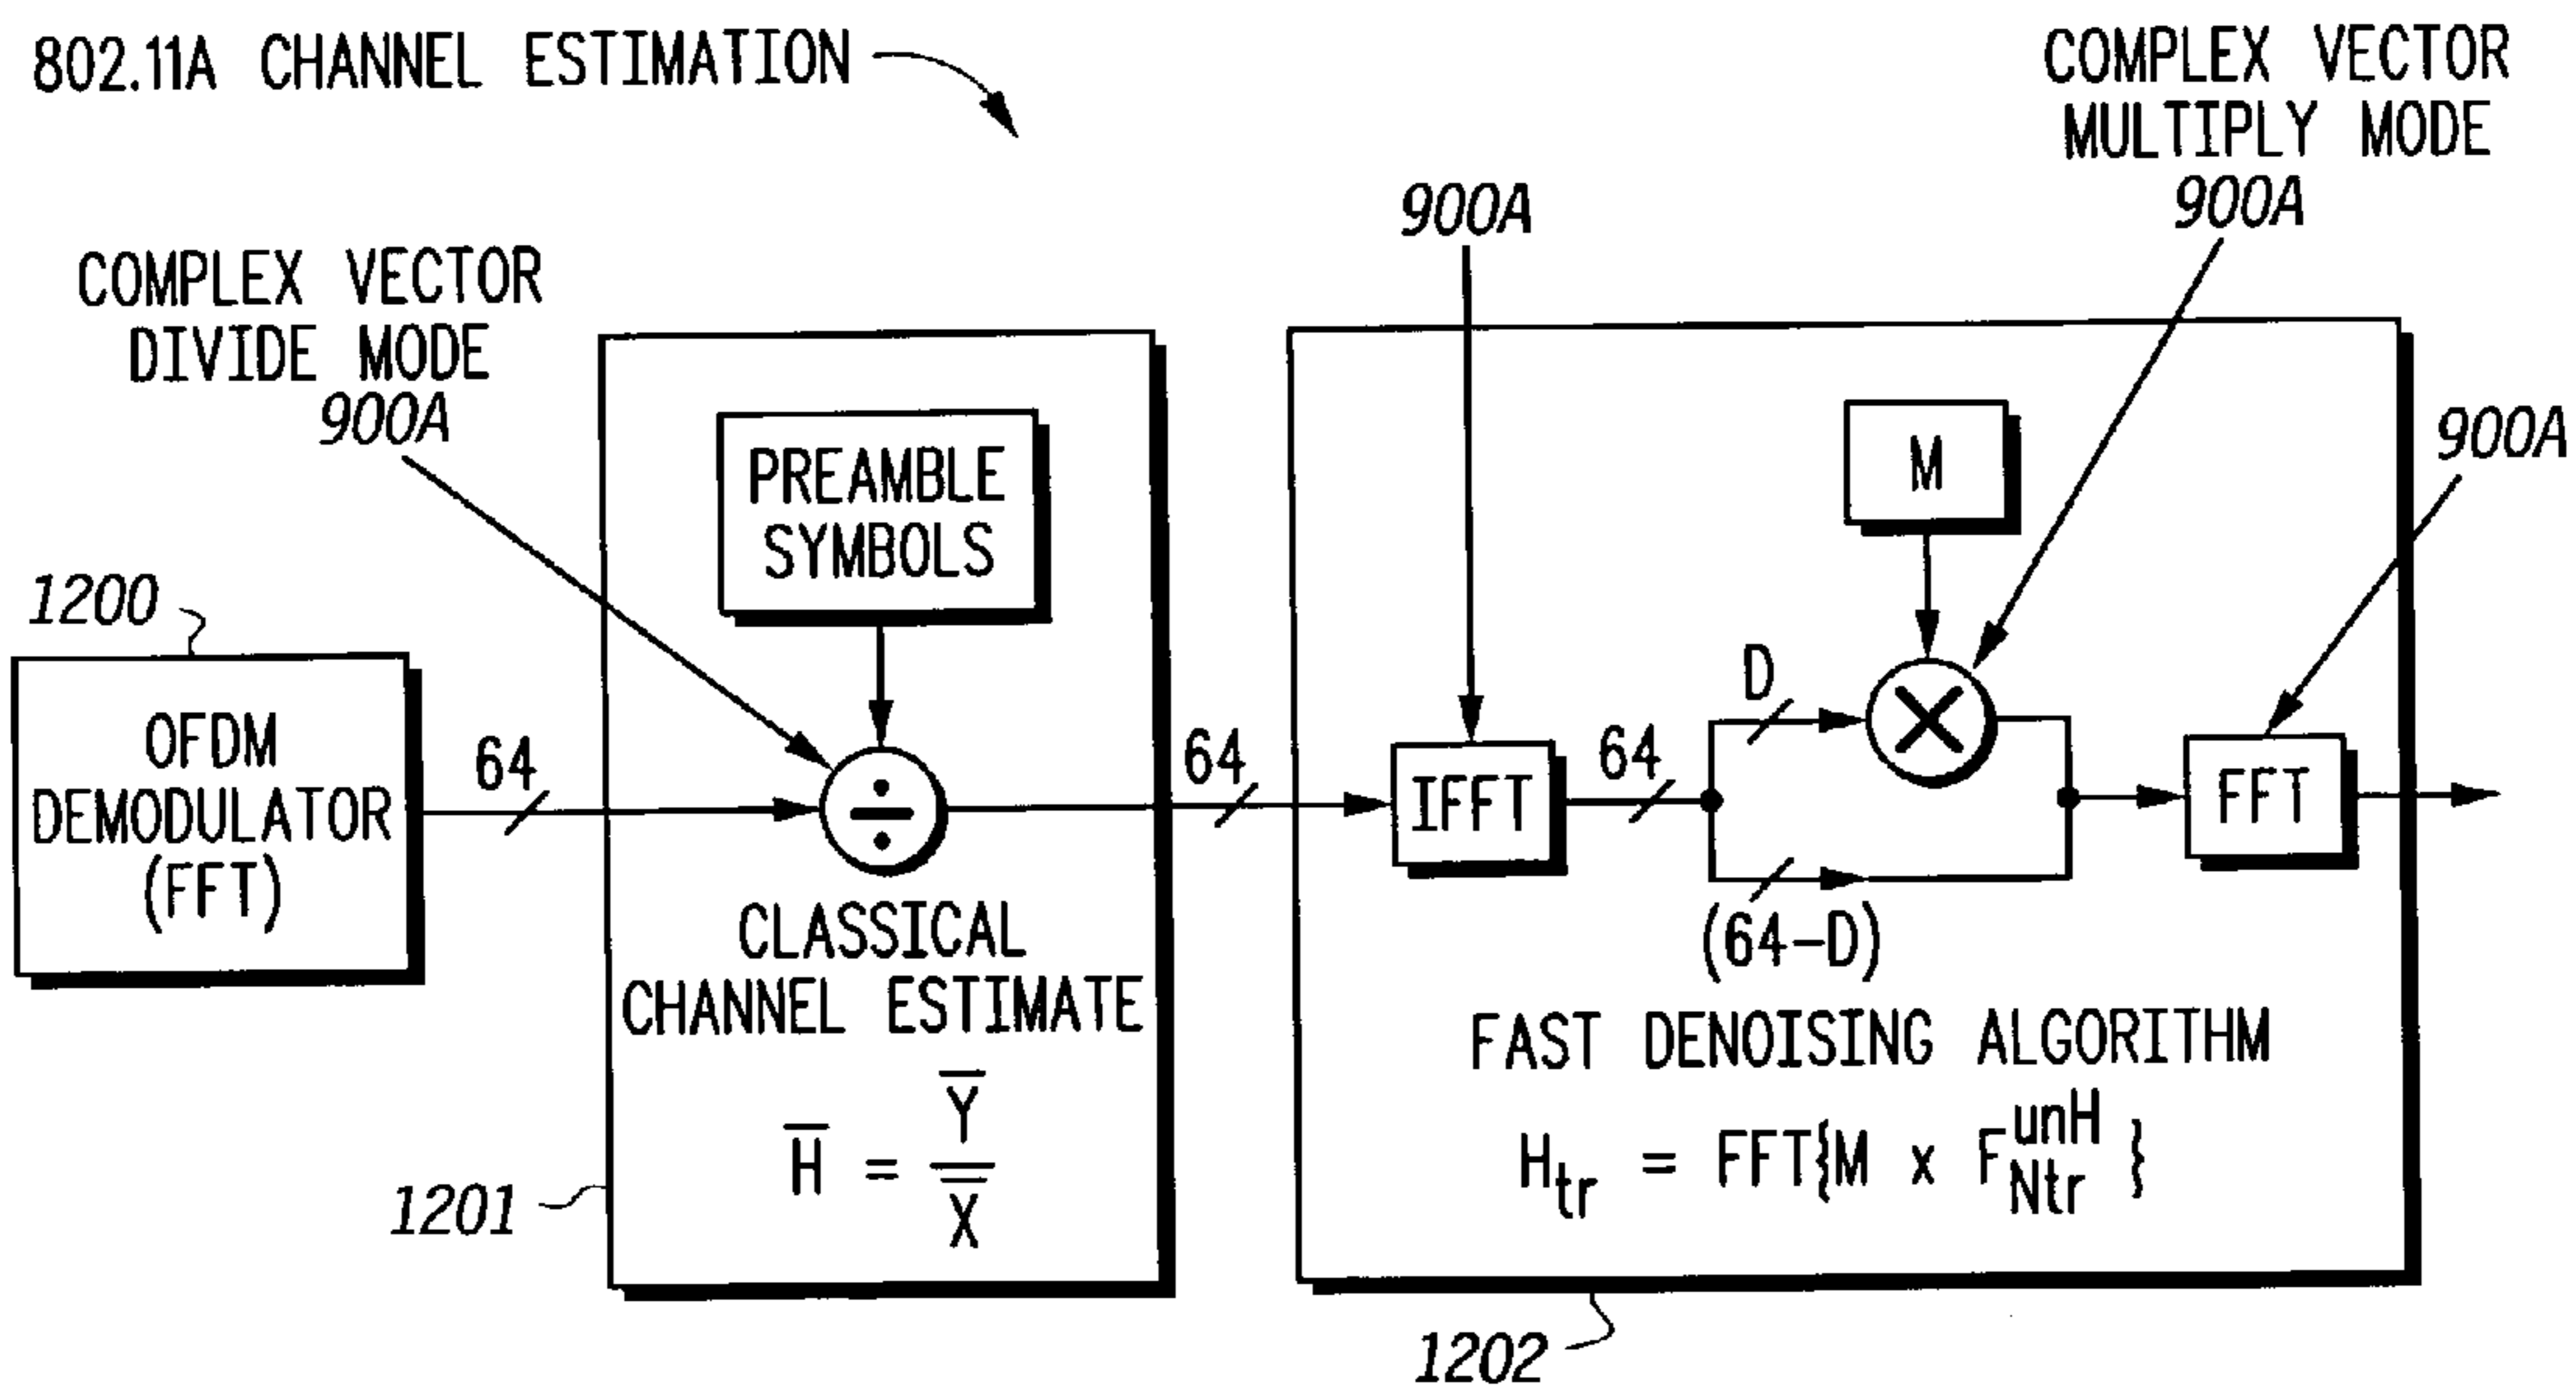 802.11A CHANNEL ESTIMATION
COMPLEX VECTOR
MULTIPLY MODE
900A
900A
COMPLEX VECTOR
DIVIDE MODE
900A
900A
PREAMBLE
SYMBOLS
M
1200
OFDM
DEMODULATOR
(FFT)
64
÷
64
IFFT
64
D
×
(64-D)
FFT
CLASSICAL
CHANNEL ESTIMATE
H̅ = Y̅ / X̅
1201
FAST DENOISING ALGORITHM
H_tr = FFT{M x F_Ntr^unH }
1202